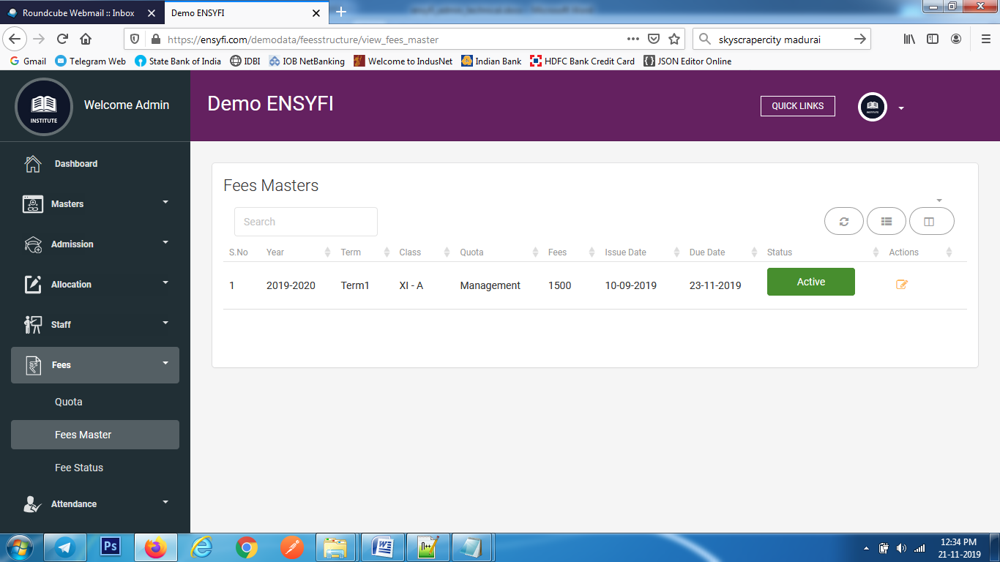 Roundcube Webmail :: Inbox
Demo ENSYFI
https://ensyfi.com/demodata/feesstructure/view_fees_master
skyscrapercity madurai
Gmail
Telegram Web
State Bank of India
IDBI
IOB NetBanking
Welcome to IndusNet
Indian Bank
HDFC Bank Credit Card
JSON Editor Online
INSTITUTE
Welcome Admin
Demo ENSYFI
QUICK LINKS
INSTITUTE
Dashboard
Masters
Admission
Allocation
Staff
Fees
Quota
Fees Master
Fee Status
Attendance
Fees Masters
Search
S.No Year Term Class Quota Fees Issue Date Due Date Status Actions
1 2019-2020 Term1 XI - A Management 1500 10-09-2019 23-11-2019 Active
Ps
W
12:34 PM
21-11-2019